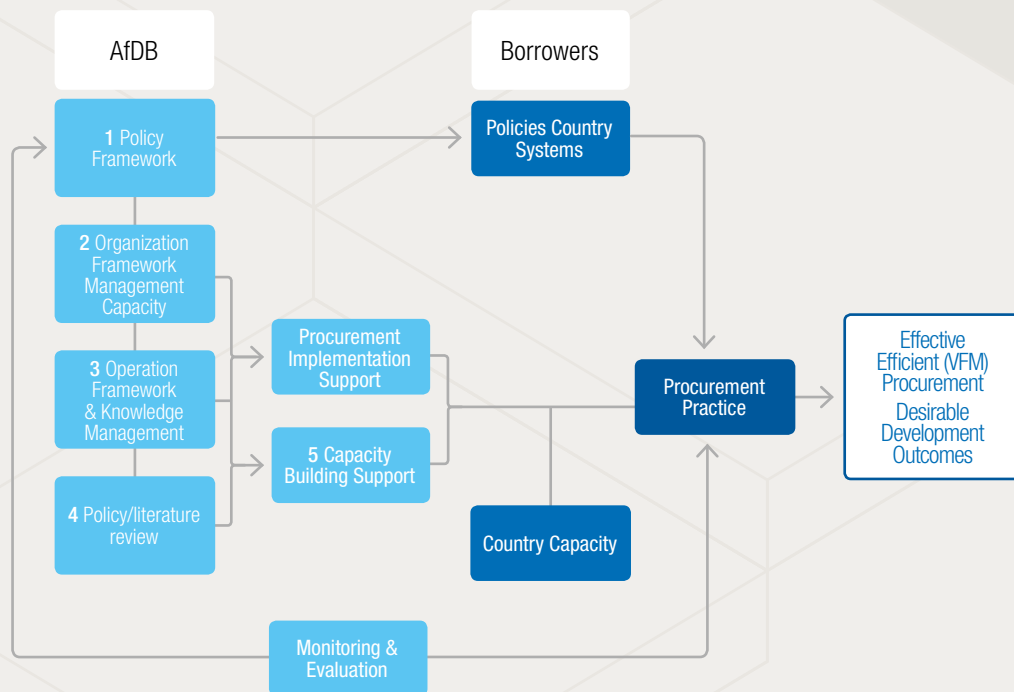 AfDB
Borrowers
1 Policy
Framework
Policies Country
Systems
2 Organization
Framework
Management
Capacity
Procurement
Implementation
Support
3 Operation
Framework
& Knowledge
Management
Procurement
Practice
Effective
Efficient (VFM)
Procurement
Desirable
Development
Outcomes
5 Capacity
Building Support
4 Policy/literature
review
Country Capacity
Monitoring &
Evaluation